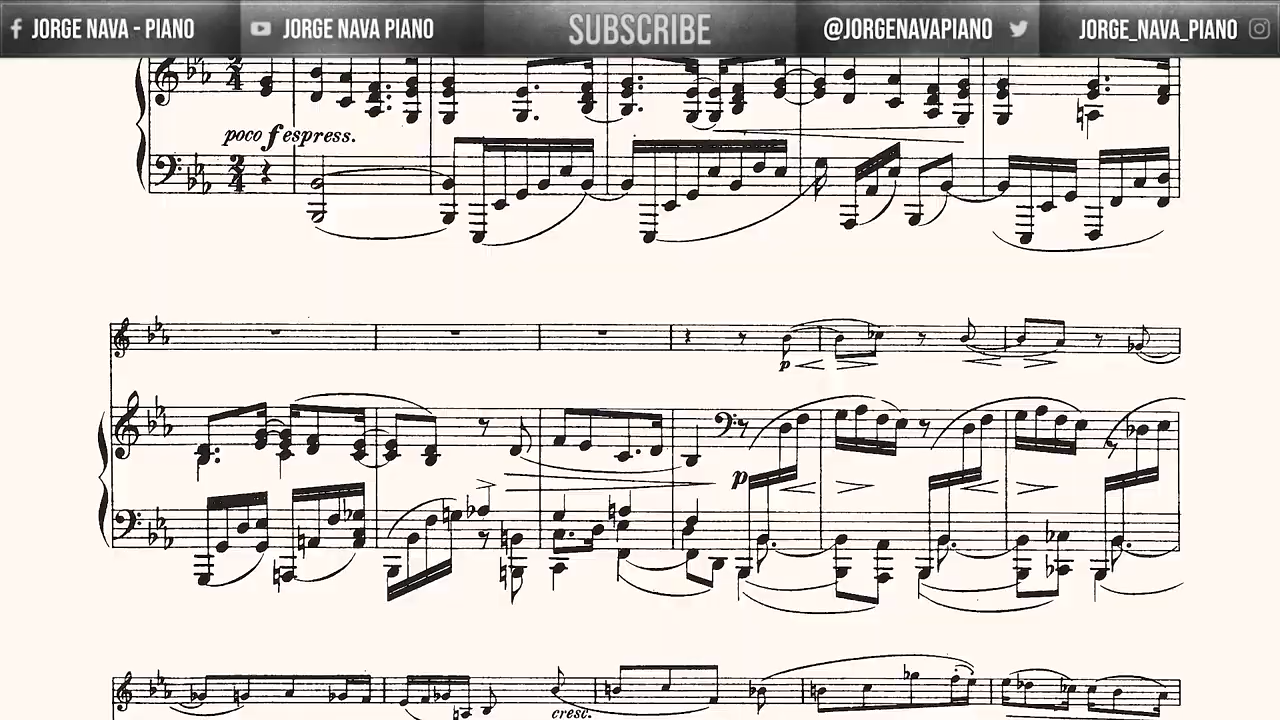 JORGE NAVA - PIANO
JORGE NAVA PIANO
SUBSCRIBE
@JORGENAVAPIANO
JORGE_NAVA_PIANO
poco f espress.
p
p
cresc.